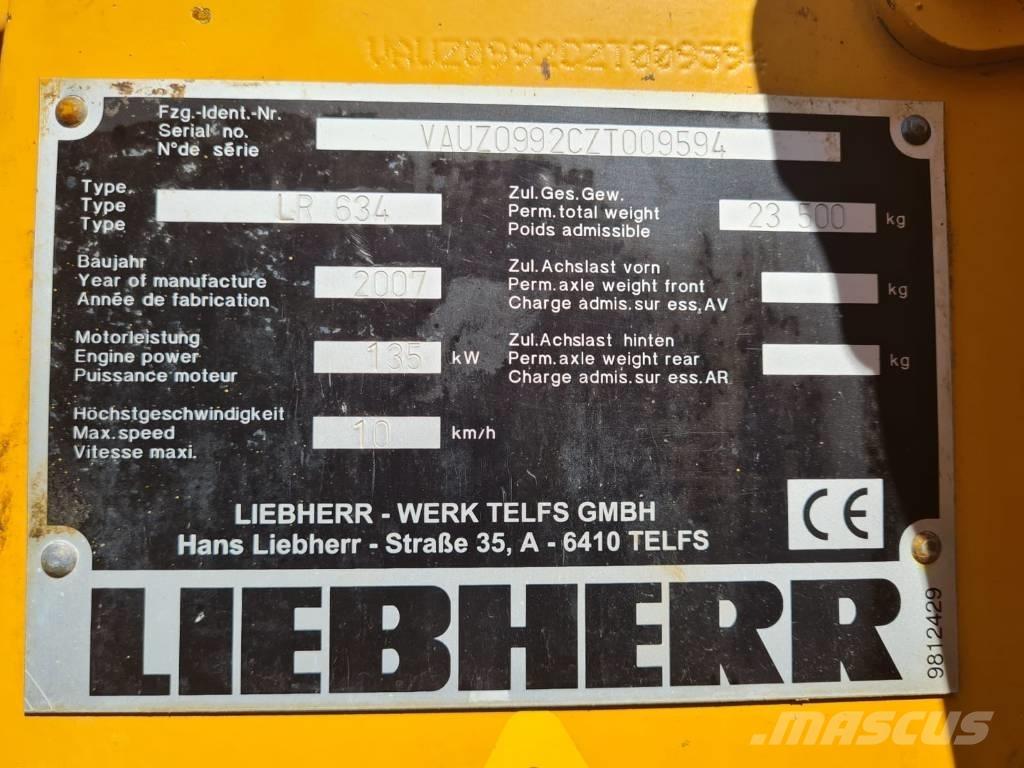 VAUZ0992CZT009594
Fzg.-Ident.-Nr.
Serial no.
N°de série
VAUZ0992CZT009594
Type.
Type
Type
LR 634
Zul.Ges.Gew.
Perm.total weight
Poids admissible
23 500 kg
Baujahr
Year of manufacture
Année de fabrication
2007
Zul.Achslast vorn
Perm.axle weight front
Charge admis.sur ess,AV
kg
Motorleistung
Engine power
Puissance moteur
135 kW
Zul.Achslast hinten
Perm.axle weight rear
Charge admis.sur ess.AR
kg
Höchstgeschwindigkeit
Max.speed
Vitesse maxi.
10 km/h
LIEBHERR - WERK TELFS GMBH
Hans Liebherr - Straße 35, A - 6410 TELFS
CE
LIEBHERR
9812429
MASCUS